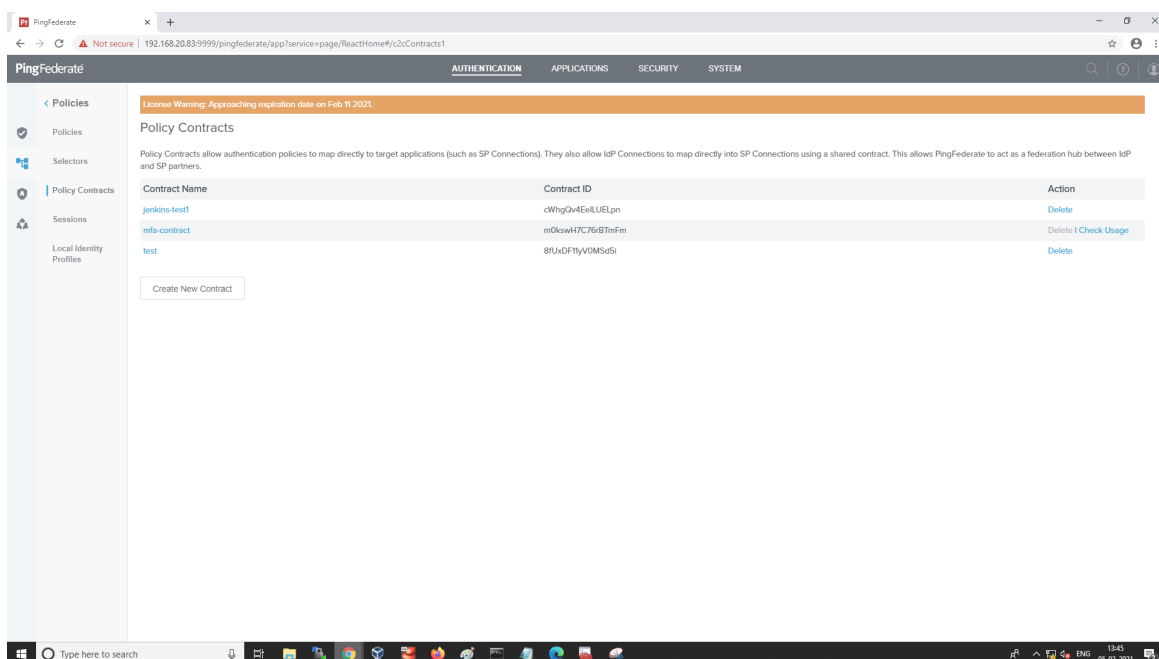 PingFederate
Not secure | 192.168.20.83:9999/pingfederate/app?service=page/ReactHome#/c2cContracts1
PingFederate
AUTHENTICATION
APPLICATIONS
SECURITY
SYSTEM
< Policies
Policies
Selectors
Policy Contracts
Sessions
Local Identity
Profiles
License Warning: Approaching expiration date on Feb 11 2021.
Policy Contracts
Policy Contracts allow authentication policies to map directly to target applications (such as SP Connections). They also allow IdP Connections to map directly into SP Connections using a shared contract. This allows PingFederate to act as a federation hub between IdP
and SP partners.
Contract Name Contract ID Action
jenkins-test1 cWhgQv4EeILUELpn Delete
mfa-contract m0kswH7C76rBTmFm Delete | Check Usage
test 8fUxDF11yV0MSd5i Delete
Create New Contract
Type here to search
ENG
13:45
05-02-2021